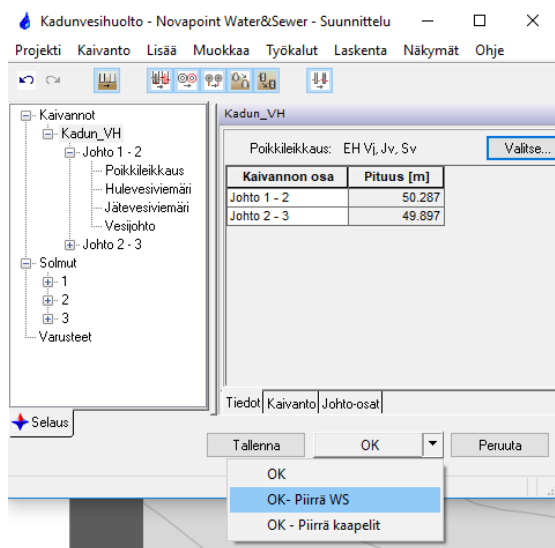 Kadunvesihuolto - Novapoint Water&Sewer - Suunnittelu
Projekti Kaivanto Lisää Muokkaa Työkalut Laskenta Näkymät Ohje
Kaivannot
Kadun_VH
Johto 1 - 2
Poikkileikkaus
Hulevesiviemäri
Jätevesiviemäri
Vesijohto
Johto 2 - 3
Solmut
1
2
3
Varusteet
Selaus
Kadun_VH
Poikkileikkaus: EH Vj, Jv, Sv Valitse...
Kaivannon osa Pituus [m]
Johto 1 - 2 50.287
Johto 2 - 3 49.897
Tiedot Kaivanto Johto-osat
Tallenna OK Peruuta
OK
OK- Piirrä WS
OK - Piirrä kaapelit